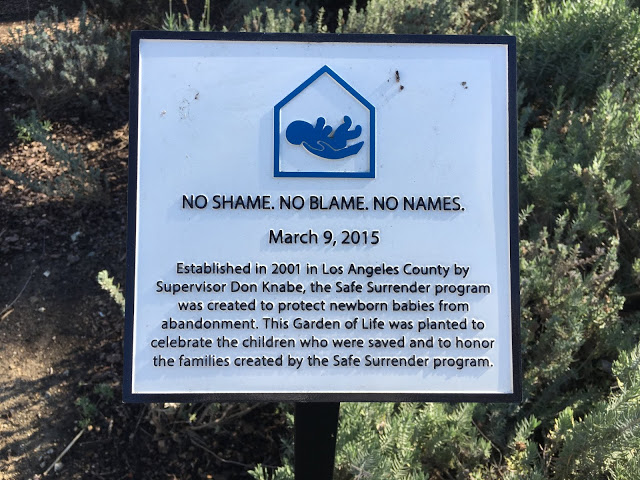 NO SHAME. NO BLAME. NO NAMES.
March 9, 2015
Established in 2001 in Los Angeles County by
Supervisor Don Knabe, the Safe Surrender program
was created to protect newborn babies from
abandonment. This Garden of Life was planted to
celebrate the children who were saved and to honor
the families created by the Safe Surrender program.